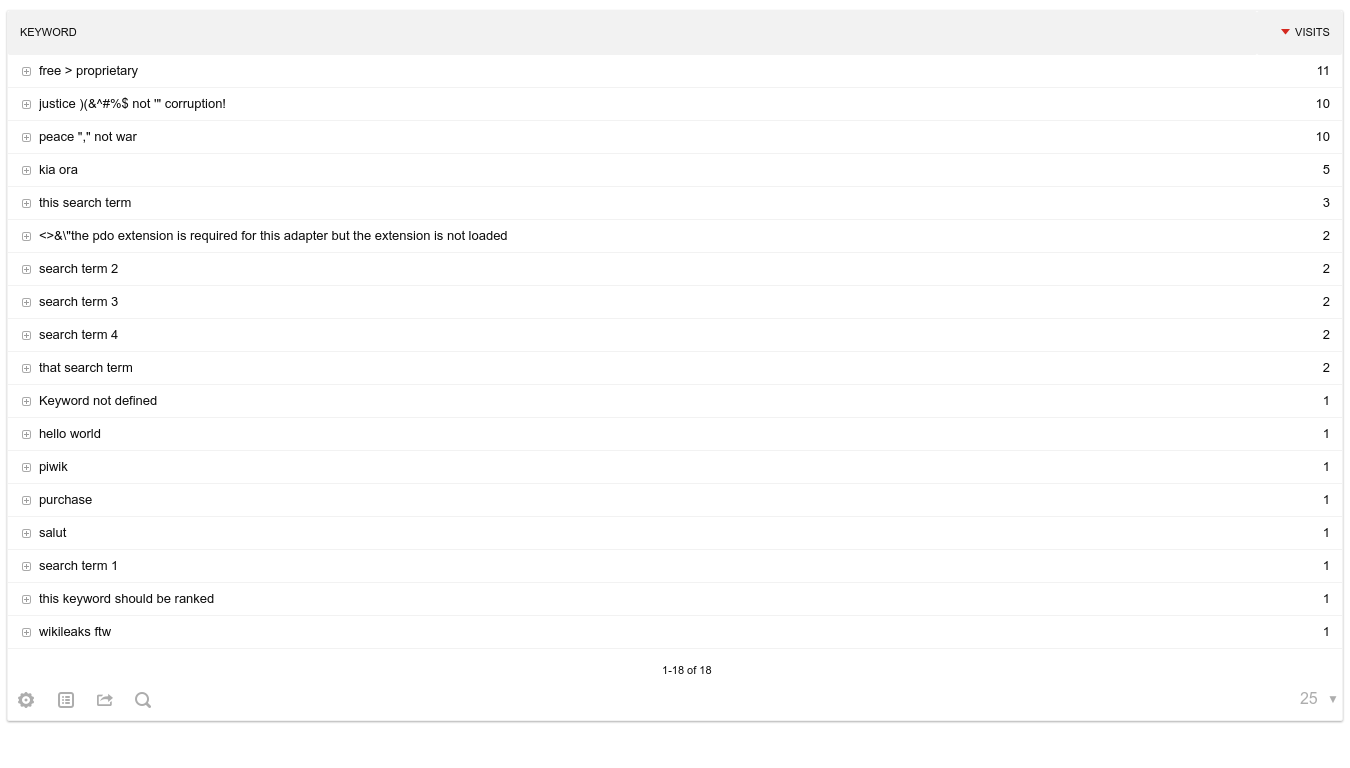 KEYWORD VISITS
free > proprietary 11
justice )(&^#%$ not '" corruption! 10
peace "," not war 10
kia ora 5
this search term 3
<>&\"the pdo extension is required for this adapter but the extension is not loaded 2
search term 2 2
search term 3 2
search term 4 2
that search term 2
Keyword not defined 1
hello world 1
piwik 1
purchase 1
salut 1
search term 1 1
this keyword should be ranked 1
wikileaks ftw 1
1-18 of 18
25